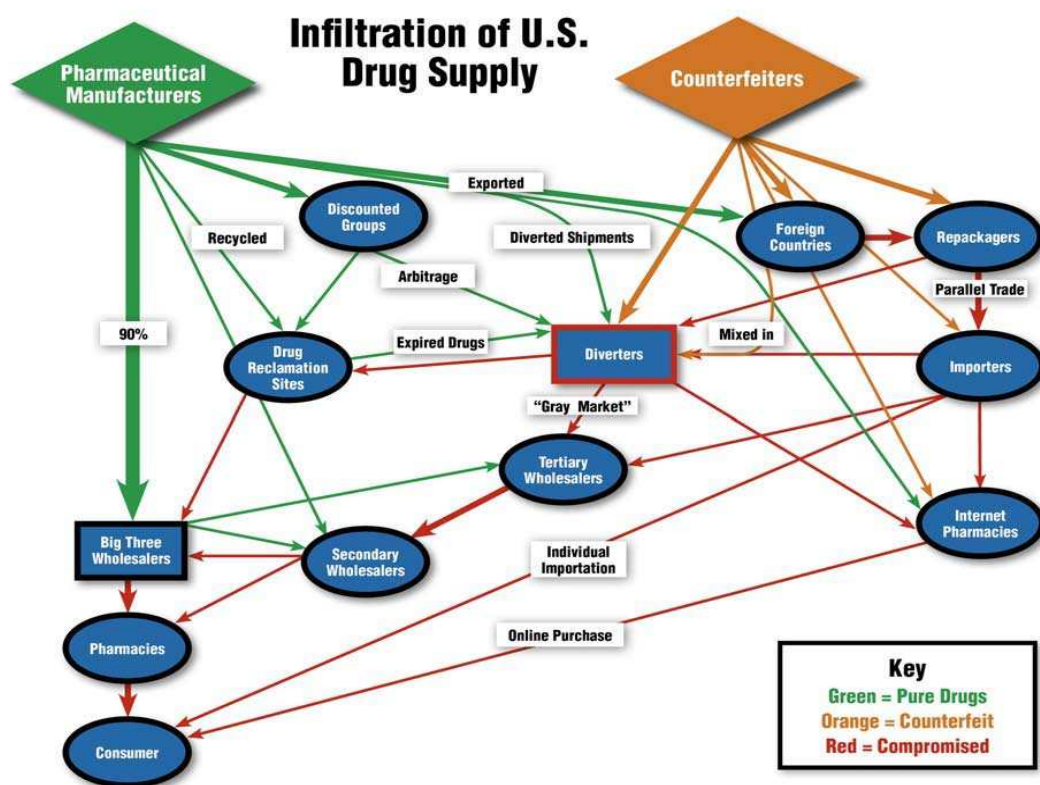 Infiltration of U.S.
Drug Supply
Pharmaceutical
Manufacturers
Counterfeiters
Exported
Discounted
Groups
Foreign
Countries
Repackagers
Recycled
Diverted Shipments
Arbitrage
Parallel Trade
90%
Expired Drugs
Mixed in
Drug
Reclamation
Sites
Diverters
Importers
“Gray Market”
Tertiary
Wholesalers
Internet
Pharmacies
Big Three
Wholesalers
Secondary
Wholesalers
Individual
Importation
Online Purchase
Pharmacies
Consumer
Key
Green = Pure Drugs
Orange = Counterfeit
Red = Compromised